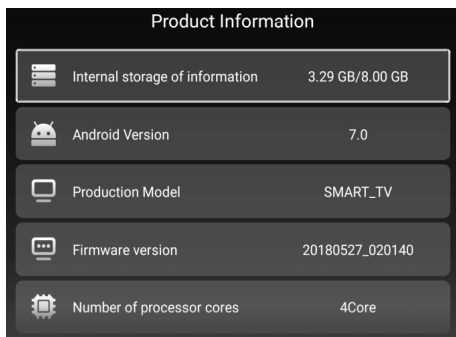 Product Information
Internal storage of information 3.29 GB/8.00 GB
Android Version 7.0
Production Model SMART_TV
Firmware version 20180527_020140
Number of processor cores 4Core